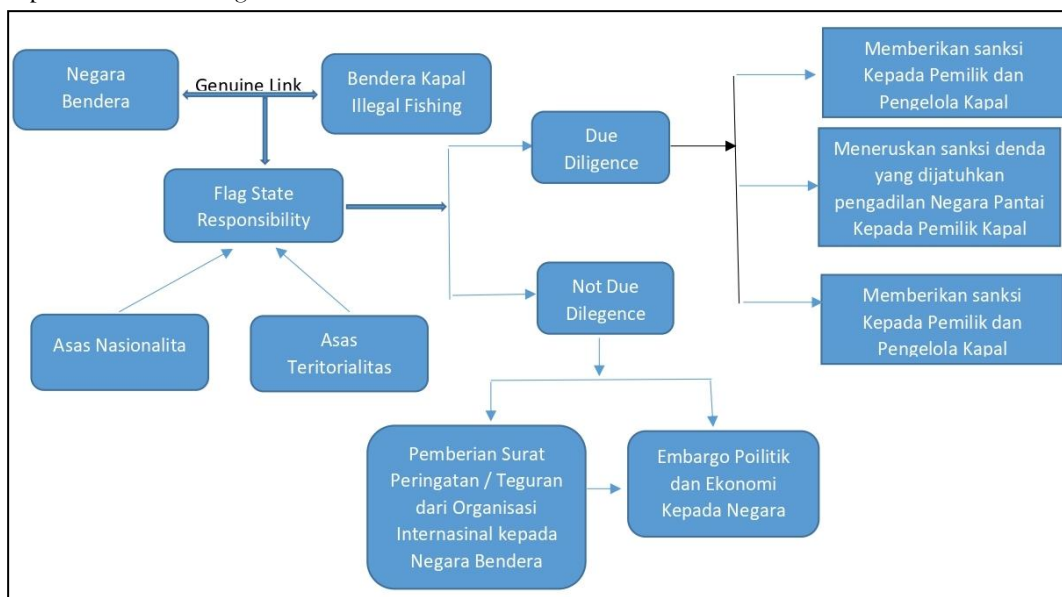 Negara
Bendera
Genuine Link
Bendera Kapal
Illegal Fishing
Flag State
Responsibility
Asas Nasionalita
Asas
Teritorialitas
Due
Diligence
Not Due
Dilegence
Memberikan sanksi
Kepada Pemilik dan
Pengelola Kapal
Meneruskan sanksi denda
yang dijatuhkan
pengadilan Negara Pantai
Kepada Pemilik Kapal
Memberikan sanksi
Kepada Pemilik dan
Pengelola Kapal
Pemberian Surat
Peringatan / Teguran
dari Organisasi
Internasinal kepada
Negara Bendera
Embargo Poilitik
dan Ekonomi
Kepada Negara